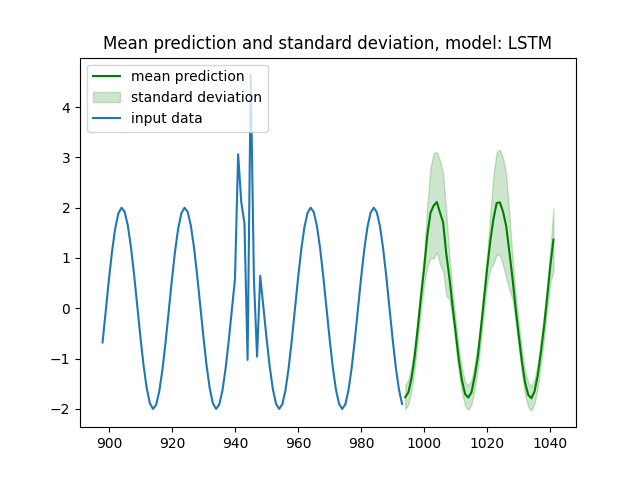 Mean prediction and standard deviation, model: LSTM
mean prediction
standard deviation
input data
4
3
2
1
0
−1
−2
900 920 940 960 980 1000 1020 1040